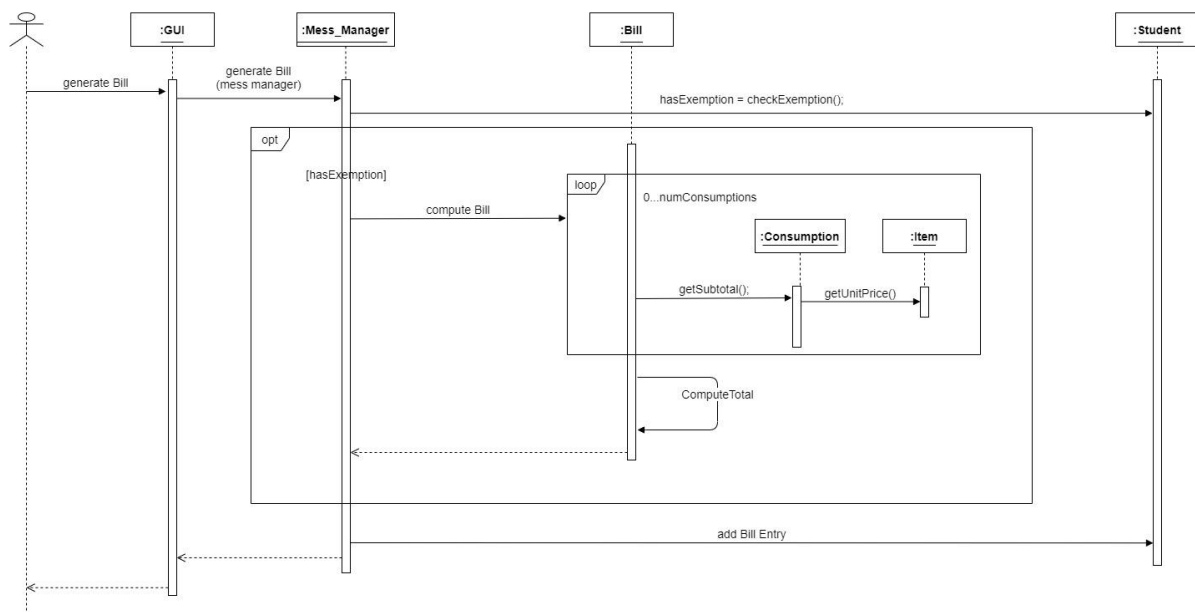 :GUI
:Mess_Manager
:Bill
:Student
generate Bill
generate Bill
(mess manager)
hasExemption = checkExemption();
opt
[hasExemption]
loop
0...numConsumptions
compute Bill
:Consumption
:Item
getSubtotal();
getUnitPrice()
ComputeTotal
add Bill Entry